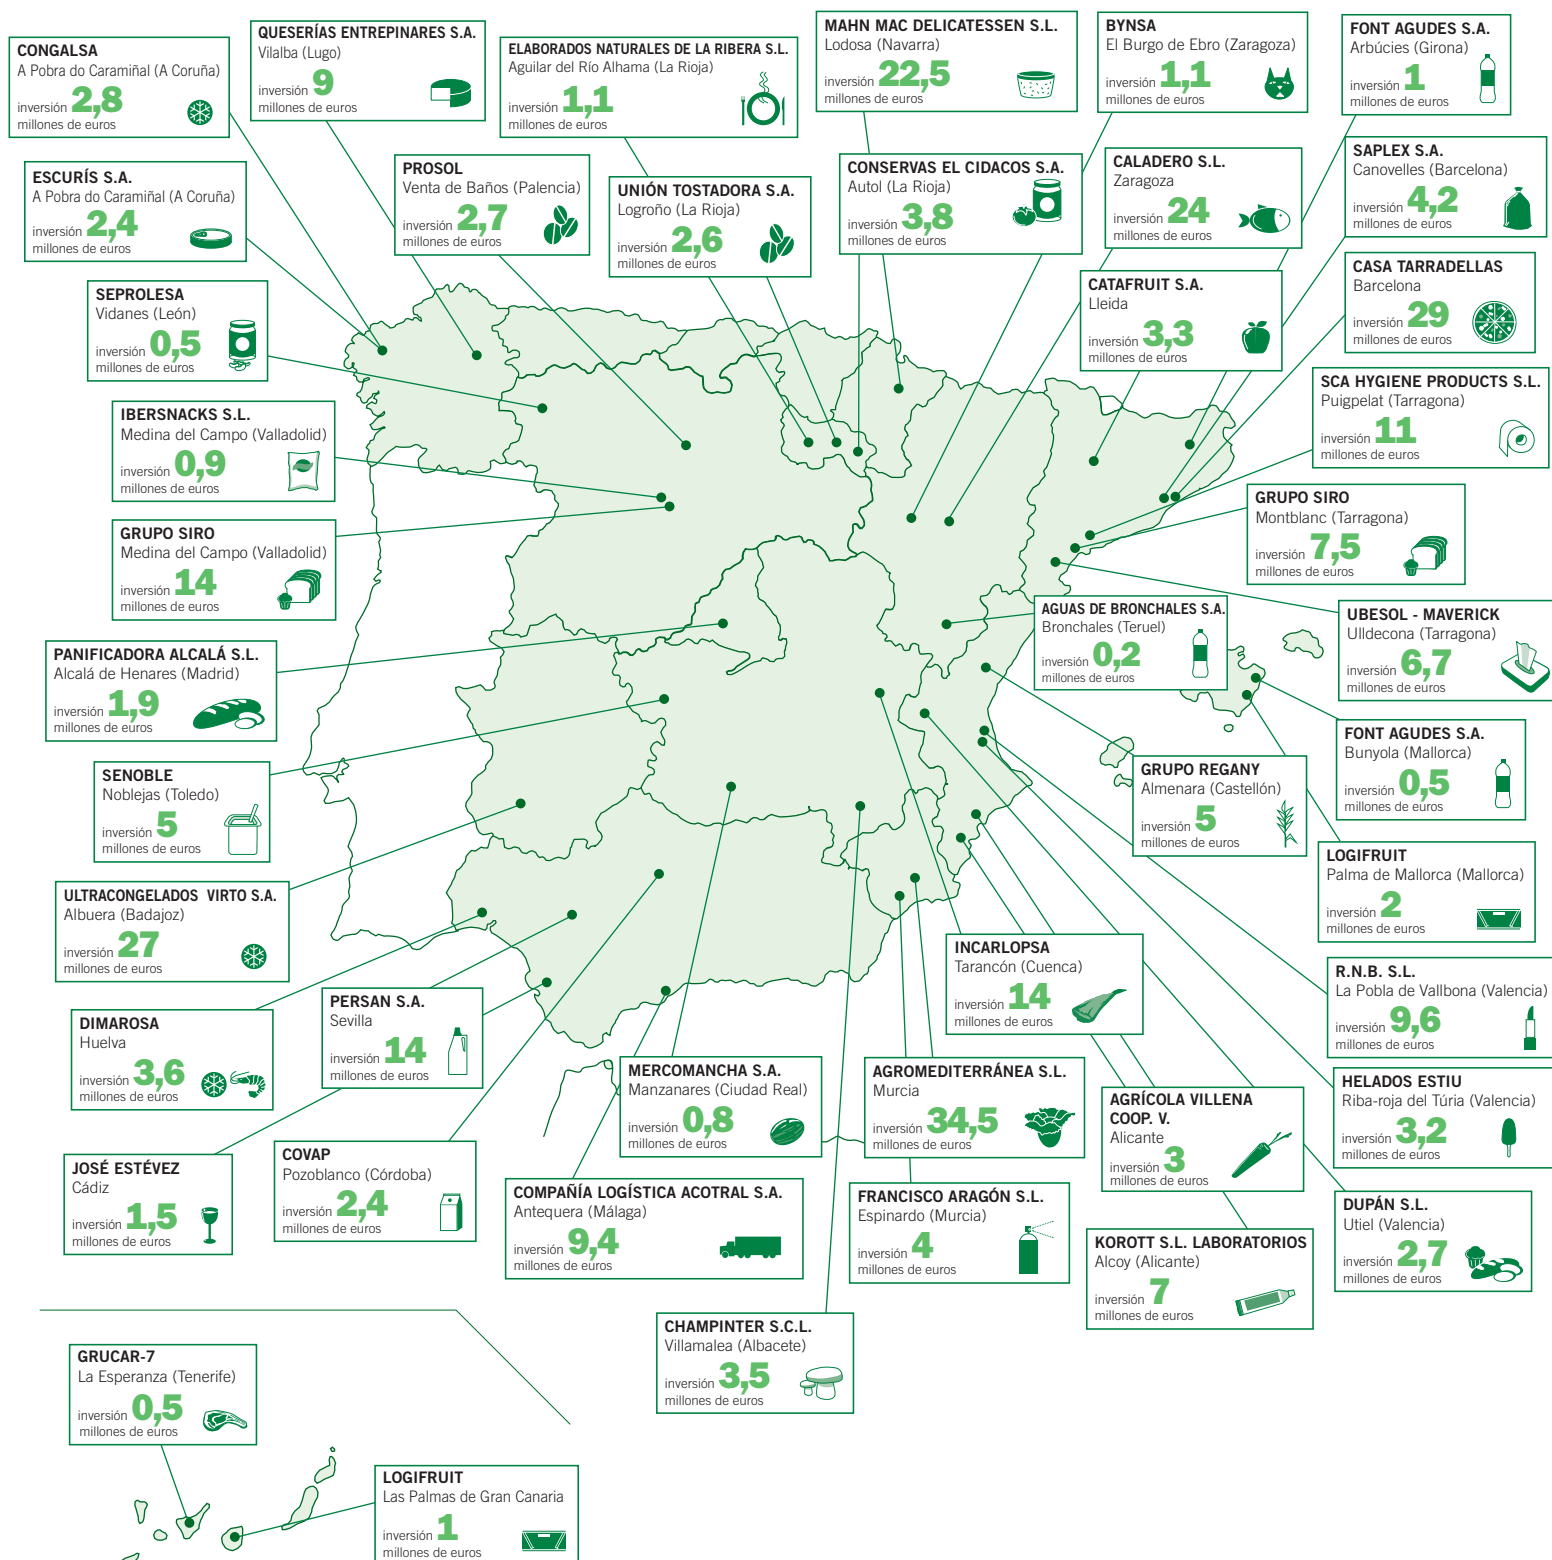 CONGALSA
A Pobra do Caramiñal (A Coruña)
inversión 2,8
millones de euros
QUESERÍAS ENTREPINARES S.A.
Vilalba (Lugo)
inversión 9
millones de euros
ELABORADOS NATURALES DE LA RIBERA S.L.
Aguilar del Río Alhama (La Rioja)
inversión 1,1
millones de euros
MAHN MAC DELICATESSEN S.L.
Lodosa (Navarra)
inversión 22,5
millones de euros
BYNSA
El Burgo de Ebro (Zaragoza)
inversión 1,1
millones de euros
FONT AGUDES S.A.
Arbúcies (Girona)
inversión 1
millones de euros
ESCURÍS S.A.
A Pobra do Caramiñal (A Coruña)
inversión 2,4
millones de euros
PROSOL
Venta de Baños (Palencia)
inversión 2,7
millones de euros
UNIÓN TOSTADORA S.A.
Logroño (La Rioja)
inversión 2,6
millones de euros
CONSERVAS EL CIDACOS S.A.
Autol (La Rioja)
inversión 3,8
millones de euros
CALADERO S.L.
Zaragoza
inversión 24
millones de euros
SAPLEX S.A.
Canovelles (Barcelona)
inversión 4,2
millones de euros
SEPROLESA
Vidanes (León)
inversión 0,5
millones de euros
CATAFRUIT S.A.
Lleida
inversión 3,3
millones de euros
CASA TARRADELLAS
Barcelona
inversión 29
millones de euros
IBERSNACKS S.L.
Medina del Campo (Valladolid)
inversión 0,9
millones de euros
SCA HYGIENE PRODUCTS S.L.
Puigpelat (Tarragona)
inversión 11
millones de euros
GRUPO SIRO
Medina del Campo (Valladolid)
inversión 14
millones de euros
GRUPO SIRO
Montblanc (Tarragona)
inversión 7,5
millones de euros
AGUAS DE BRONCHALES S.A.
Bronchales (Teruel)
inversión 0,2
millones de euros
UBESOL - MAVERICK
Ulldecona (Tarragona)
inversión 6,7
millones de euros
PANIFICADORA ALCALÁ S.L.
Alcalá de Henares (Madrid)
inversión 1,9
millones de euros
FONT AGUDES S.A.
Bunyola (Mallorca)
inversión 0,5
millones de euros
SENOBLE
Noblejas (Toledo)
inversión 5
millones de euros
GRUPO REGANY
Almenara (Castellón)
inversión 5
millones de euros
LOGIFRUIT
Palma de Mallorca (Mallorca)
inversión 2
millones de euros
ULTRACONGELADOS VIRTO S.A.
Albuera (Badajoz)
inversión 27
millones de euros
INCARLOPSA
Tarancón (Cuenca)
inversión 14
millones de euros
R.N.B. S.L.
La Pobla de Vallbona (Valencia)
inversión 9,6
millones de euros
DIMAROSA
Huelva
inversión 3,6
millones de euros
PERSAN S.A.
Sevilla
inversión 14
millones de euros
MERCOMANCHA S.A.
Manzanares (Ciudad Real)
inversión 0,8
millones de euros
AGROMEDITERRÁNEA S.L.
Murcia
inversión 34,5
millones de euros
AGRÍCOLA VILLENA
COOP. V.
Alicante
inversión 3
millones de euros
HELADOS ESTIU
Riba-roja del Túria (Valencia)
inversión 3,2
millones de euros
JOSÉ ESTÉVEZ
Cádiz
inversión 1,5
millones de euros
COVAP
Pozoblanco (Córdoba)
inversión 2,4
millones de euros
COMPAÑÍA LOGÍSTICA ACOTRAL S.A.
Antequera (Málaga)
inversión 9,4
millones de euros
FRANCISCO ARAGÓN S.L.
Espinardo (Murcia)
inversión 4
millones de euros
KOROTT S.L. LABORATORIOS
Alcoy (Alicante)
inversión 7
millones de euros
DUPÁN S.L.
Utiel (Valencia)
inversión 2,7
millones de euros
CHAMPINTER S.C.L.
Villamalea (Albacete)
inversión 3,5
millones de euros
GRUCAR-7
La Esperanza (Tenerife)
inversión 0,5
millones de euros
LOGIFRUIT
Las Palmas de Gran Canaria
inversión 1
millones de euros